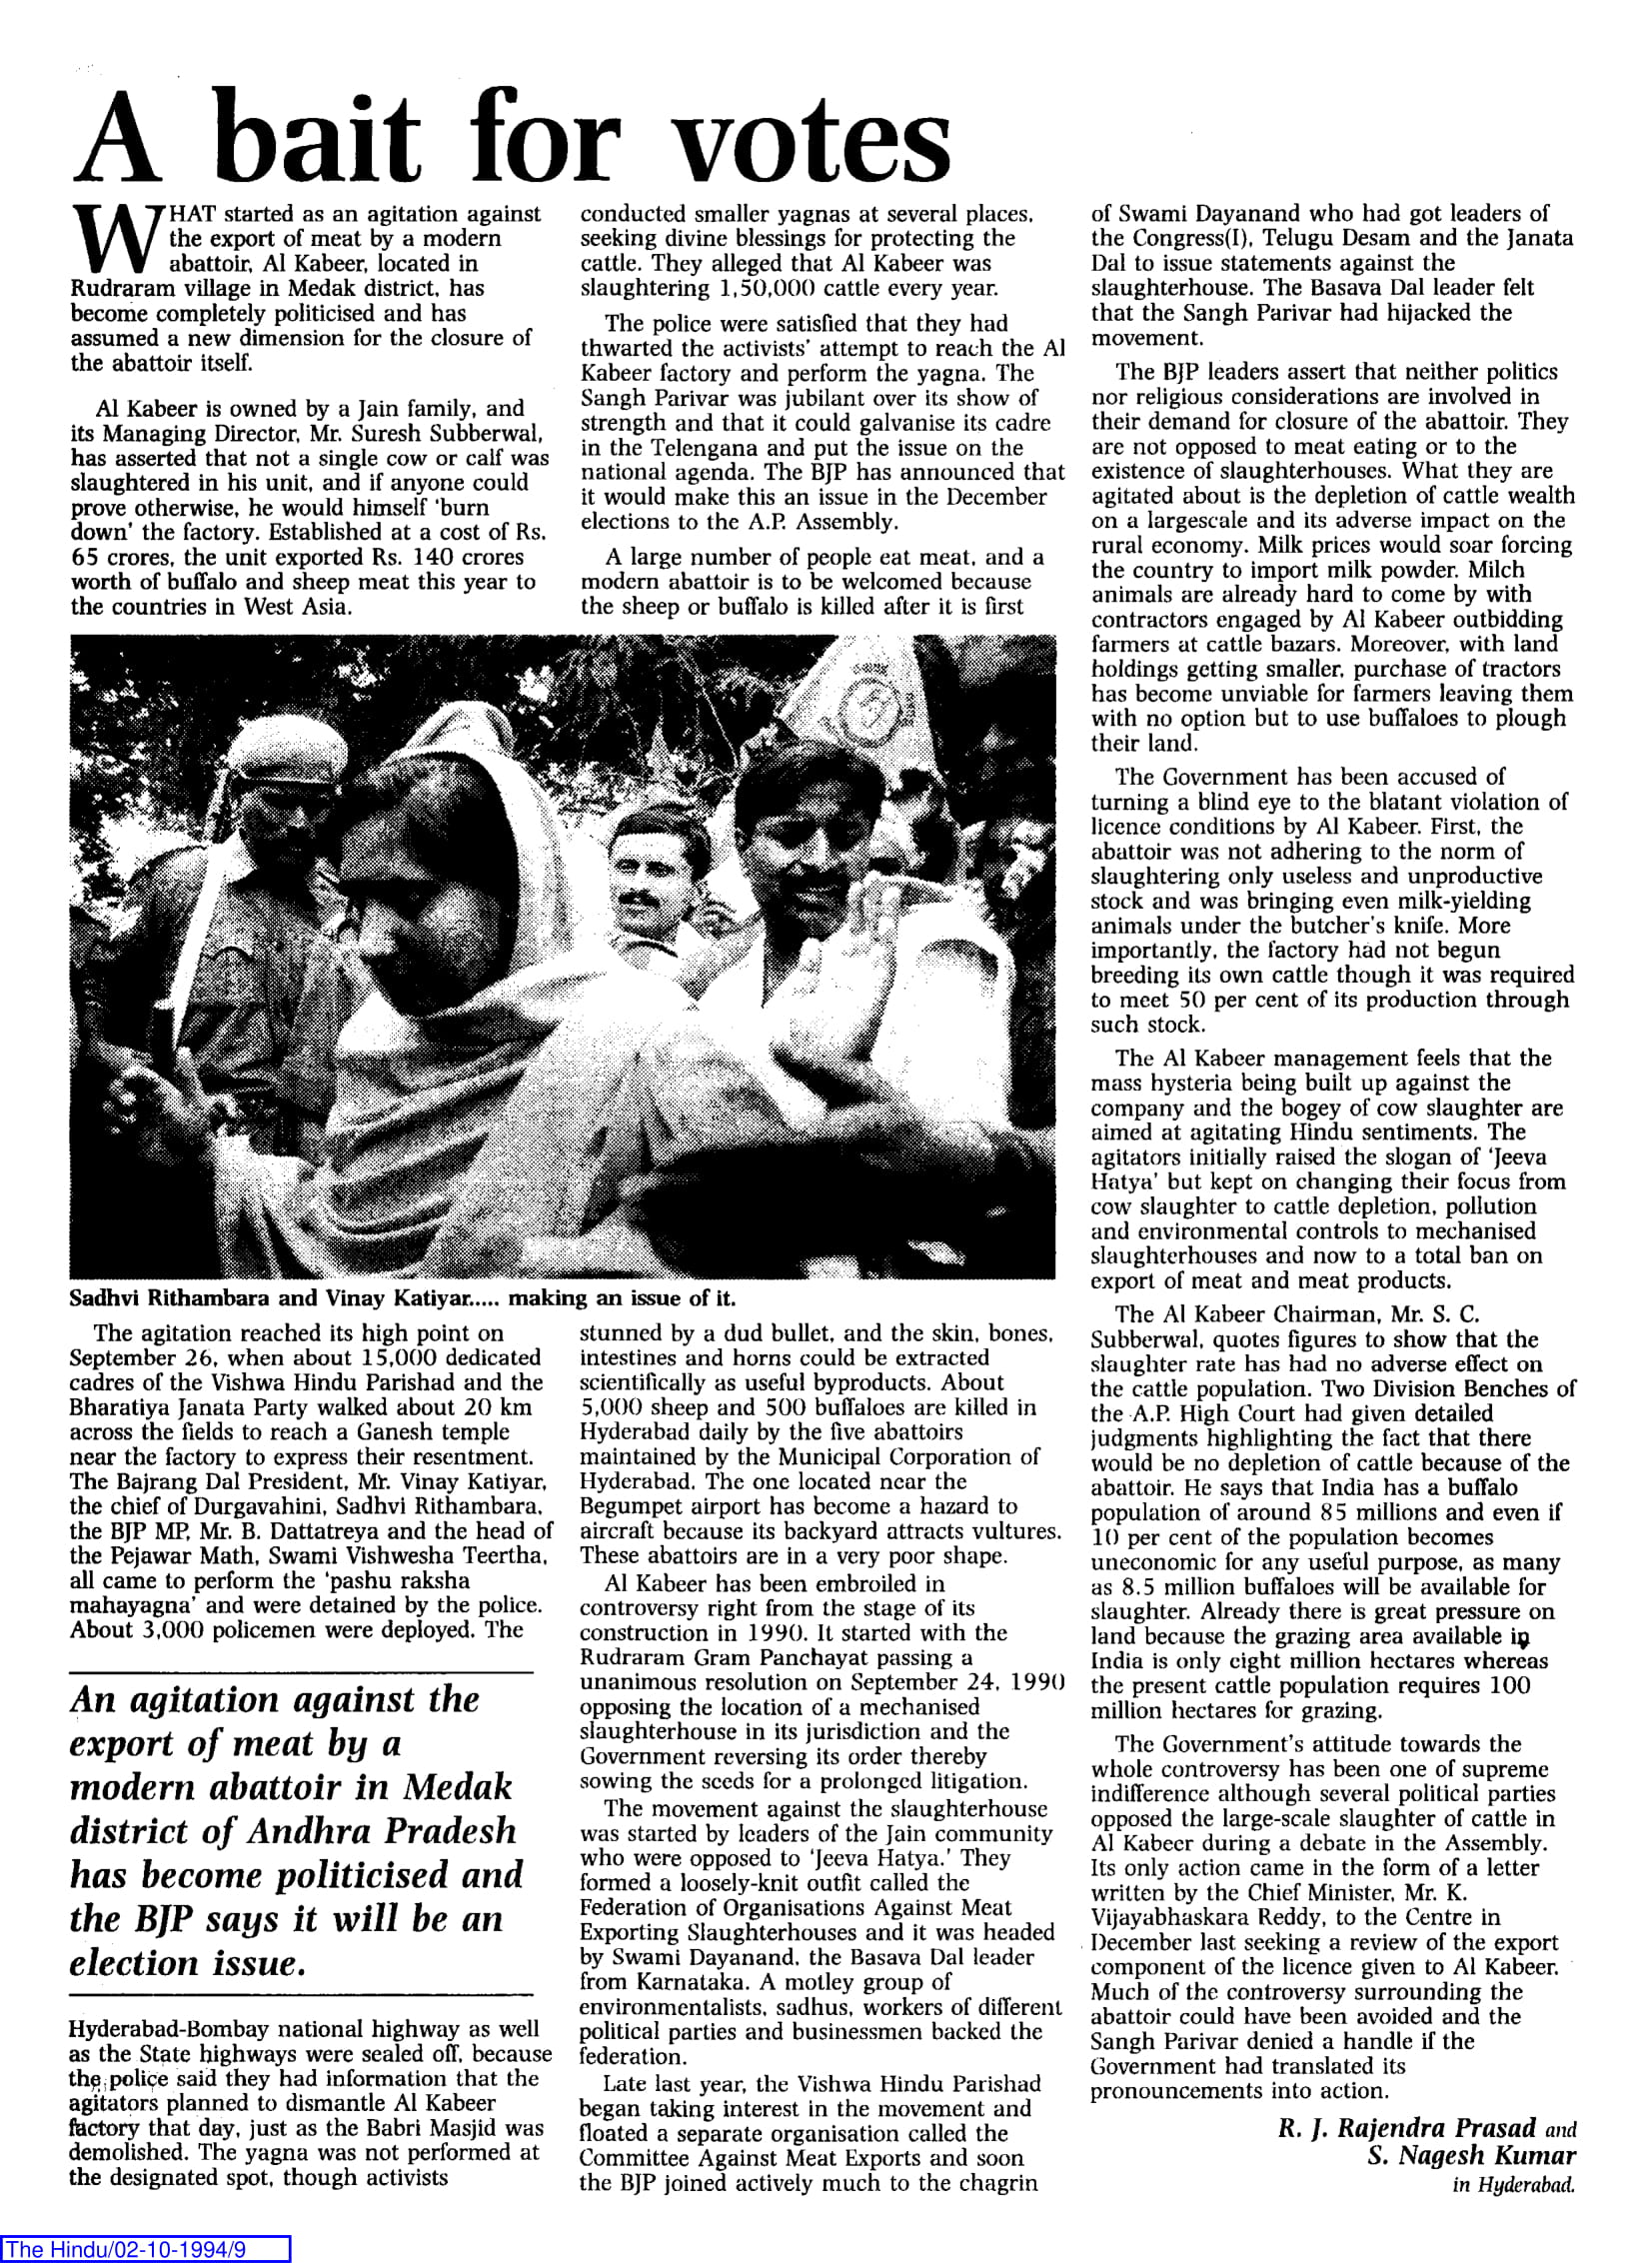 A bait for votes
WHAT started as an agitation against
the export of meat by a modern
abattoir, Al Kabeer, located in
Rudraram village in Medak district, has
become completely politicised and has
assumed a new dimension for the closure of
the abattoir itself.
Al Kabeer is owned by a Jain family, and
its Managing Director, Mr. Suresh Subberwal,
has asserted that not a single cow or calf was
slaughtered in his unit, and if anyone could
prove otherwise, he would himself 'burn
down' the factory. Established at a cost of Rs.
65 crores, the unit exported Rs. 140 crores
worth of buffalo and sheep meat this year to
the countries in West Asia.
Sadhvi Rithambara and Vinay Katiyar..... making an issue of it.
The agitation reached its high point on
September 26, when about 15,000 dedicated
cadres of the Vishwa Hindu Parishad and the
Bharatiya Janata Party walked about 20 km
across the fields to reach a Ganesh temple
near the factory to express their resentment.
The Bajrang Dal President, Mr. Vinay Katiyar,
the chief of Durgavahini, Sadhvi Rithambara,
the BJP MP, Mr. B. Dattatreya and the head of
the Pejawar Math, Swami Vishwesha Teertha,
all came to perform the 'pashu raksha
mahayagna' and were detained by the police.
About 3,000 policemen were deployed. The
An agitation against the
export of meat by a
modern abattoir in Medak
district of Andhra Pradesh
has become politicised and
the BJP says it will be an
election issue.
Hyderabad-Bombay national highway as well
as the State highways were sealed off, because
the police said they had information that the
agitators planned to dismantle Al Kabeer
factory that day, just as the Babri Masjid was
demolished. The yagna was not performed at
the designated spot, though activists
conducted smaller yagnas at several places,
seeking divine blessings for protecting the
cattle. They alleged that Al Kabeer was
slaughtering 1,50,000 cattle every year.
The police were satisfied that they had
thwarted the activists' attempt to reach the Al
Kabeer factory and perform the yagna. The
Sangh Parivar was jubilant over its show of
strength and that it could galvanise its cadre
in the Telengana and put the issue on the
national agenda. The BJP has announced that
it would make this an issue in the December
elections to the A.P. Assembly.
A large number of people eat meat, and a
modern abattoir is to be welcomed because
the sheep or buffalo is killed after it is first
stunned by a dud bullet, and the skin, bones,
intestines and horns could be extracted
scientifically as useful byproducts. About
5,000 sheep and 500 buffaloes are killed in
Hyderabad daily by the five abattoirs
maintained by the Municipal Corporation of
Hyderabad. The one located near the
Begumpet airport has become a hazard to
aircraft because its backyard attracts vultures.
These abattoirs are in a very poor shape.
Al Kabeer has been embroiled in
controversy right from the stage of its
construction in 1990. It started with the
Rudraram Gram Panchayat passing a
unanimous resolution on September 24, 1990
opposing the location of a mechanised
slaughterhouse in its jurisdiction and the
Government reversing its order thereby
sowing the seeds for a prolonged litigation.
The movement against the slaughterhouse
was started by leaders of the Jain community
who were opposed to 'Jeeva Hatya.' They
formed a loosely-knit outfit called the
Federation of Organisations Against Meat
Exporting Slaughterhouses and it was headed
by Swami Dayanand, the Basava Dal leader
from Karnataka. A motley group of
environmentalists, sadhus, workers of different
political parties and businessmen backed the
federation.
Late last year, the Vishwa Hindu Parishad
began taking interest in the movement and
floated a separate organisation called the
Committee Against Meat Exports and soon
the BJP joined actively much to the chagrin
of Swami Dayanand who had got leaders of
the Congress(I), Telugu Desam and the Janata
Dal to issue statements against the
slaughterhouse. The Basava Dal leader felt
that the Sangh Parivar had hijacked the
movement.
The BJP leaders assert that neither politics
nor religious considerations are involved in
their demand for closure of the abattoir. They
are not opposed to meat eating or to the
existence of slaughterhouses. What they are
agitated about is the depletion of cattle wealth
on a largescale and its adverse impact on the
rural economy. Milk prices would soar forcing
the country to import milk powder. Milch
animals are already hard to come by with
contractors engaged by Al Kabeer outbidding
farmers at cattle bazars. Moreover, with land
holdings getting smaller, purchase of tractors
has become unviable for farmers leaving them
with no option but to use buffaloes to plough
their land.
The Government has been accused of
turning a blind eye to the blatant violation of
licence conditions by Al Kabeer. First, the
abattoir was not adhering to the norm of
slaughtering only useless and unproductive
stock and was bringing even milk-yielding
animals under the butcher's knife. More
importantly, the factory had not begun
breeding its own cattle though it was required
to meet 50 per cent of its production through
such stock.
The Al Kabeer management feels that the
mass hysteria being built up against the
company and the bogey of cow slaughter are
aimed at agitating Hindu sentiments. The
agitators initially raised the slogan of 'Jeeva
Hatya' but kept on changing their focus from
cow slaughter to cattle depletion, pollution
and environmental controls to mechanised
slaughterhouses and now to a total ban on
export of meat and meat products.
The Al Kabeer Chairman, Mr. S. C.
Subberwal, quotes figures to show that the
slaughter rate has had no adverse effect on
the cattle population. Two Division Benches of
the A.P. High Court had given detailed
judgments highlighting the fact that there
would be no depletion of cattle because of the
abattoir. He says that India has a buffalo
population of around 85 millions and even if
10 per cent of the population becomes
uneconomic for any useful purpose, as many
as 8.5 million buffaloes will be available for
slaughter. Already there is great pressure on
land because the grazing area available in
India is only eight million hectares whereas
the present cattle population requires 100
million hectares for grazing.
The Government's attitude towards the
whole controversy has been one of supreme
indifference although several political parties
opposed the large-scale slaughter of cattle in
Al Kabeer during a debate in the Assembly.
Its only action came in the form of a letter
written by the Chief Minister, Mr. K.
Vijayabhaskara Reddy, to the Centre in
December last seeking a review of the export
component of the licence given to Al Kabeer.
Much of the controversy surrounding the
abattoir could have been avoided and the
Sangh Parivar denied a handle if the
Government had translated its
pronouncements into action.
R. J. Rajendra Prasad and
S. Nagesh Kumar
in Hyderabad.
The Hindu/02-10-1994/9